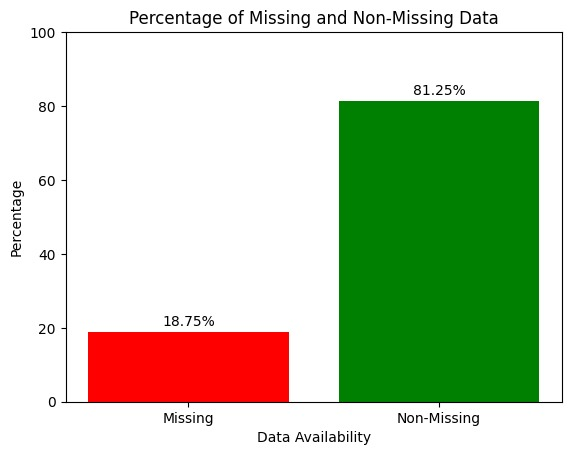 Percentage of Missing and Non-Missing Data
100
80
60
40
20
0
Percentage
18.75%
81.25%
Missing
Non-Missing
Data Availability